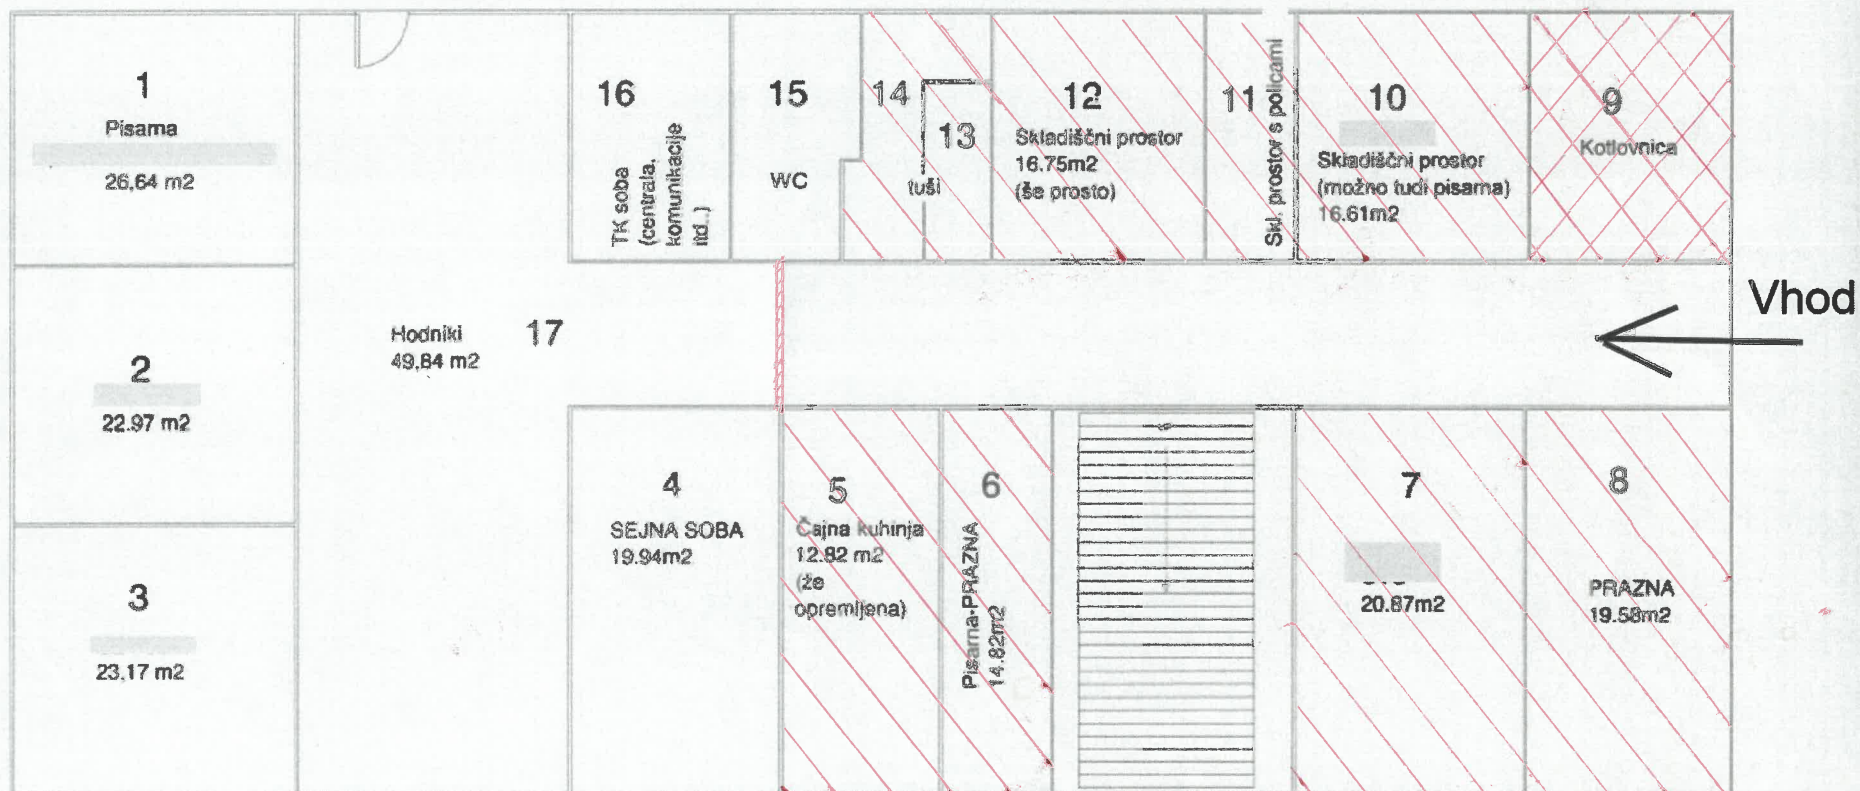 1
Pisarna
26,64 m2
2
22.97 m2
3
23,17 m2
Hodniki
49,84 m2
17
16
TK soba
(centrala,
komunikacije
itd..)
15
WC
14
13
tuši
12
Skladiščni prostor
16.75m2
(še prosto)
11
Skl. prostor s policami
10
Skladiščni prostor
(možno tudi pisarna)
16.61m2
9
Kotlovnica
Vhod
4
SEJNA SOBA
19.94m2
5
Čajna kuhinja
12.82 m2
(že
opremljena)
6
Pisarna-PRAZNA
14.82m2
7
20.87m2
8
PRAZNA
19.58m2